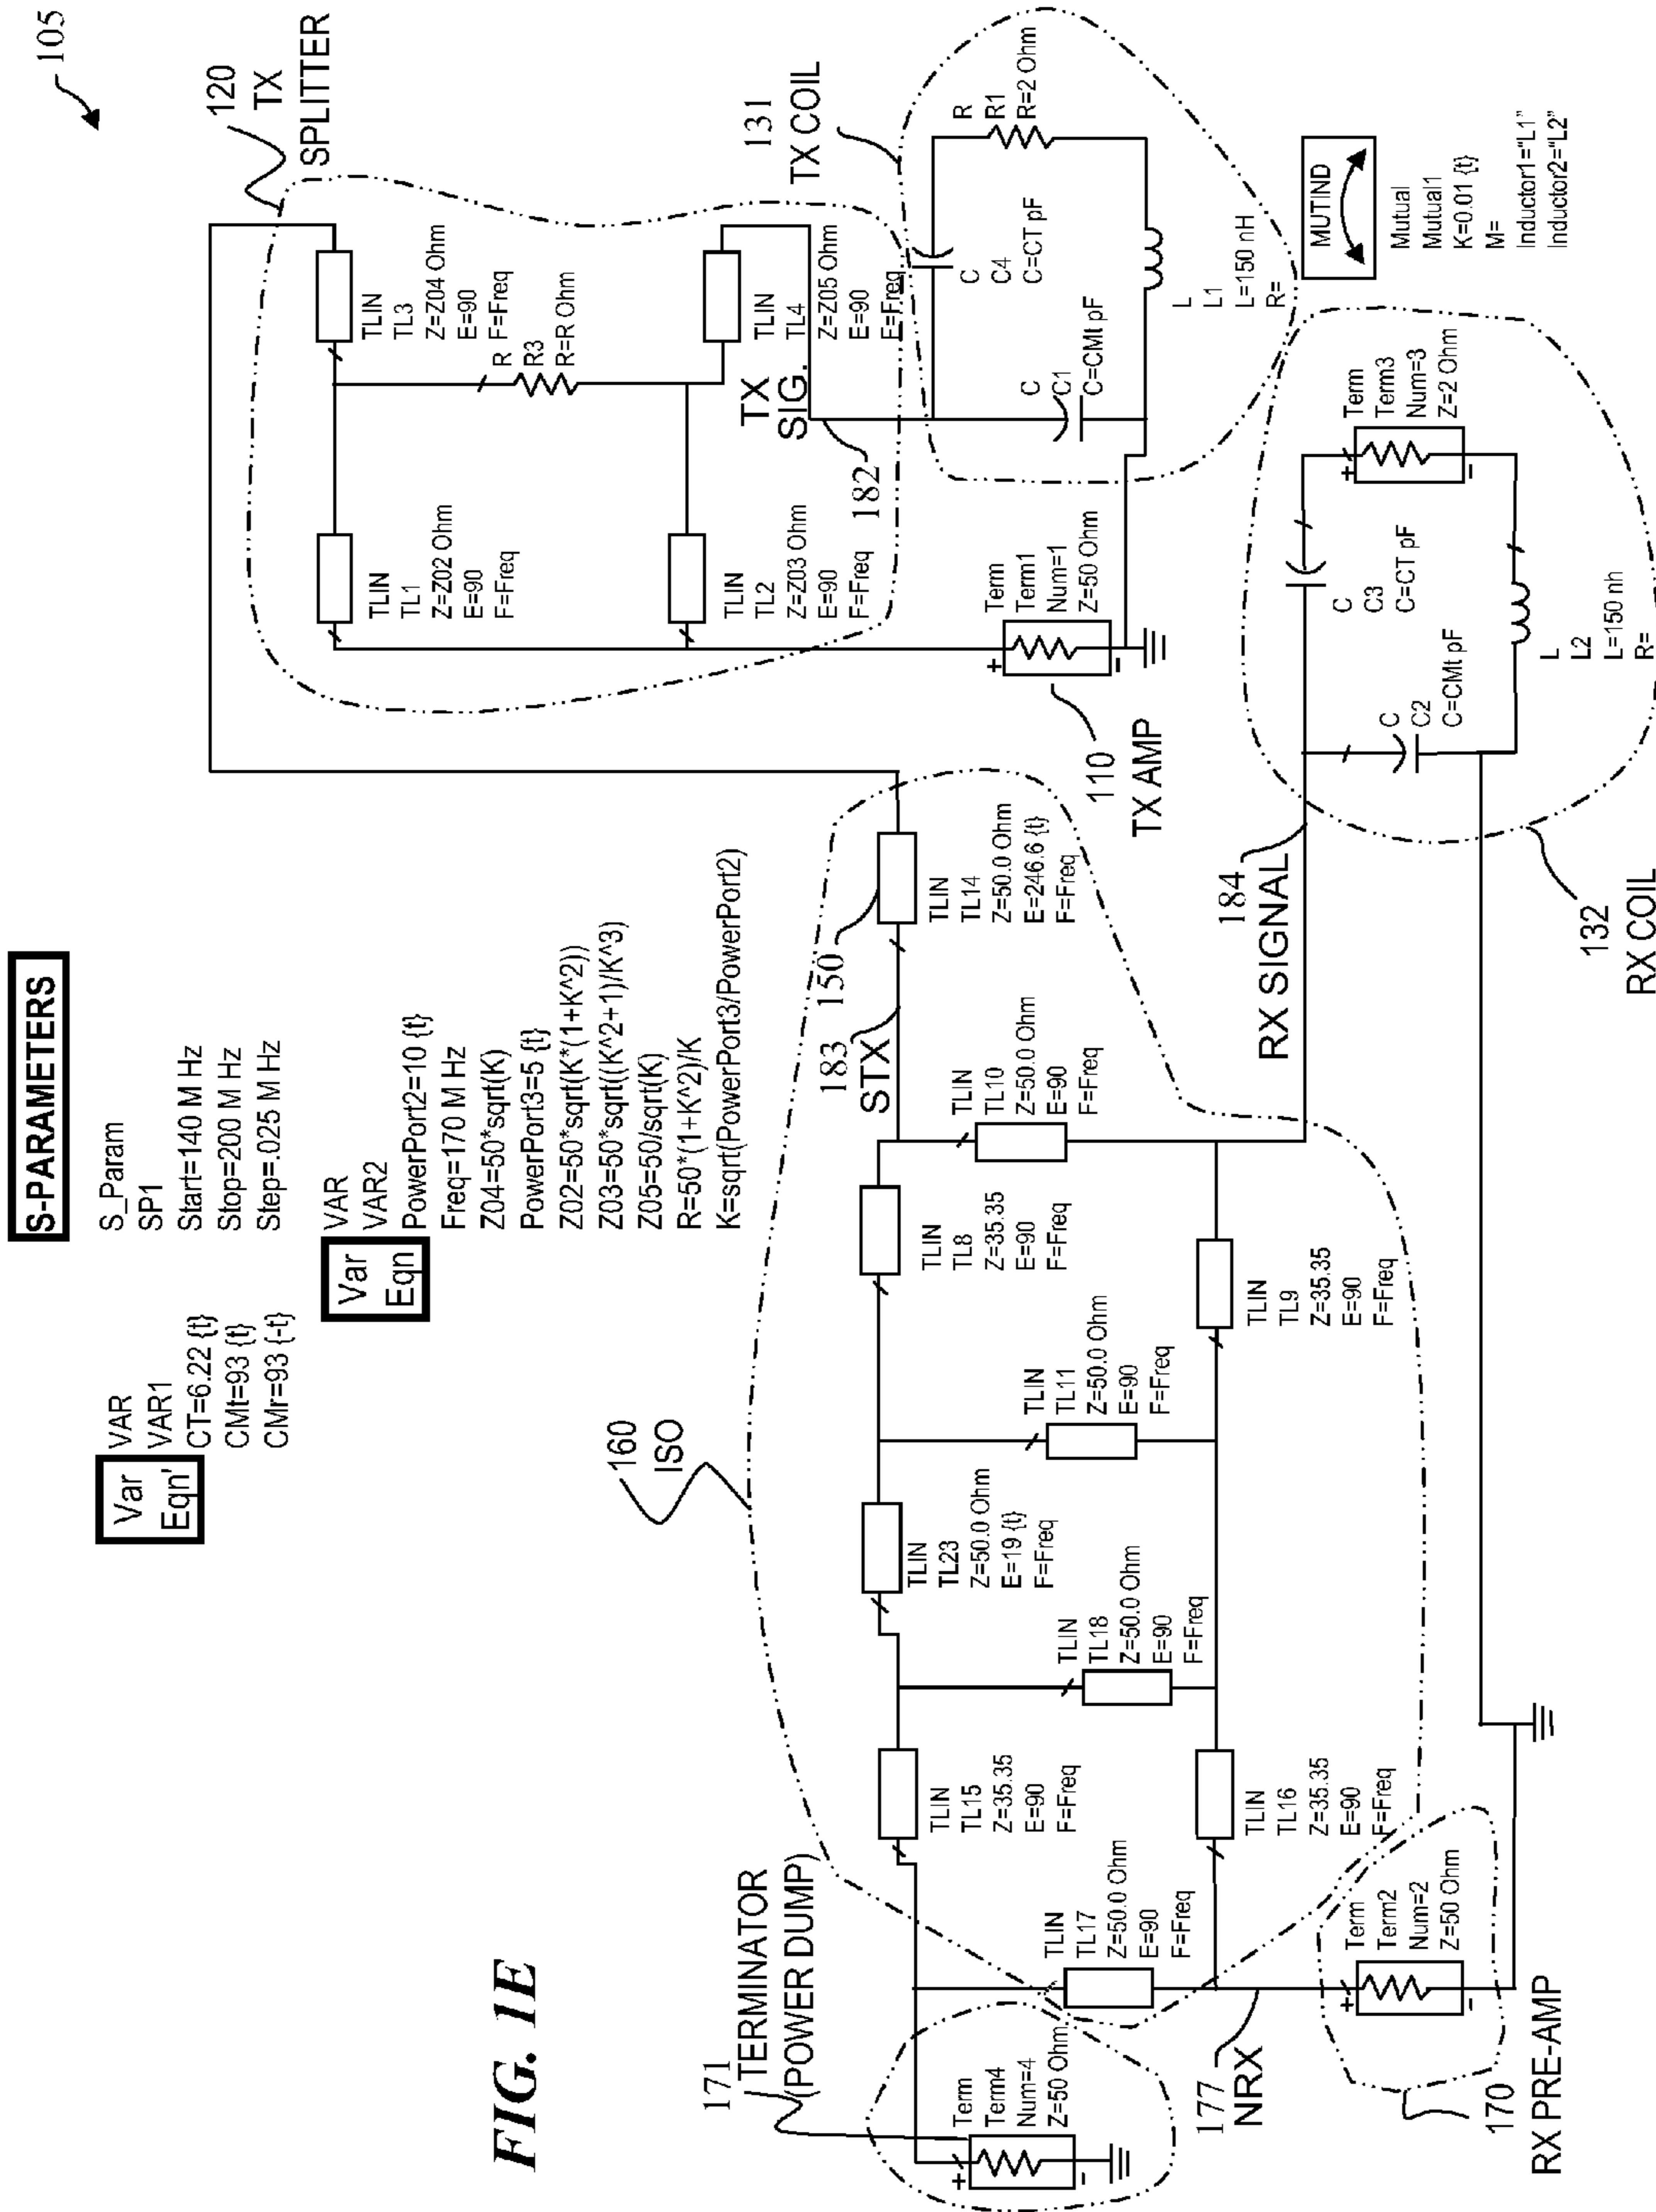 105
S-PARAMETERS
S_Param
SP1
Start=140 M Hz
Stop=200 M Hz
Step=.025 M Hz
Var
Eqn'
VAR
VAR1
CT=6.22 {t}
CMt=93 {t}
CMr=93 {-t}
Var
Eqn
VAR
VAR2
PowerPort2=10 {t}
Freq=170 M Hz
Z04=50*sqrt(K)
PowerPort3=5 {t}
Z02=50*sqrt(K*(1+K^2))
Z03=50*sqrt((K^2+1)/K^3)
Z05=50/sqrt(K)
R=50*(1+K^2)/K
K=sqrt(PowerPort3/PowerPort2)
120
TX
SPLITTER
TLIN
TL3
Z=Z04 Ohm
E=90
F=Freq
TLIN
TL1
Z=Z02 Ohm
E=90
F=Freq
R
R3
R=R Ohm
TLIN
TL4
Z=Z05 Ohm
E=90
F=Freq
TLIN
TL2
Z=Z03 Ohm
E=90
F=Freq
TX
SIG.
182
131
TX COIL
R
R1
R=2 Ohm
C
C4
C=CT pF
C
C1
C=CMt pF
L
L1
L=150 nH
R=
MUTIND
Mutual
Mutual1
K=0.01 {t}
M=
Inductor1="L1"
Inductor2="L2"
Term
Term1
Num=1
Z=50 Ohm
+
-
110
TX AMP
160
ISO
TLIN
TL14
Z=50.0 Ohm
E=246.6 {t}
F=Freq
150
183
STX
TLIN
TL10
Z=50.0 Ohm
E=90
F=Freq
TLIN
TL8
Z=35.35
E=90
F=Freq
TLIN
TL11
Z=50.0 Ohm
E=90
F=Freq
TLIN
TL9
Z=35.35
E=90
F=Freq
TLIN
TL23
Z=50.0 Ohm
E=19 {t}
F=Freq
TLIN
TL18
Z=50.0 Ohm
E=90
F=Freq
TLIN
TL15
Z=35.35
E=90
F=Freq
TLIN
TL16
Z=35.35
E=90
F=Freq
TLIN
TL17
Z=50.0 Ohm
E=90
F=Freq
184
RX SIGNAL
Term
Term3
Num=3
Z=2 Ohm
+
-
C
C3
C=CT pF
C
C2
C=CMt pF
L
L2
L=150 nh
R=
132
RX COIL
FIG. 1E
171
TERMINATOR
(POWER DUMP)
Term
Term4
Num=4
Z=50 Ohm
+
-
177
NRX
Term
Term2
Num=2
Z=50 Ohm
+
-
170
RX PRE-AMP